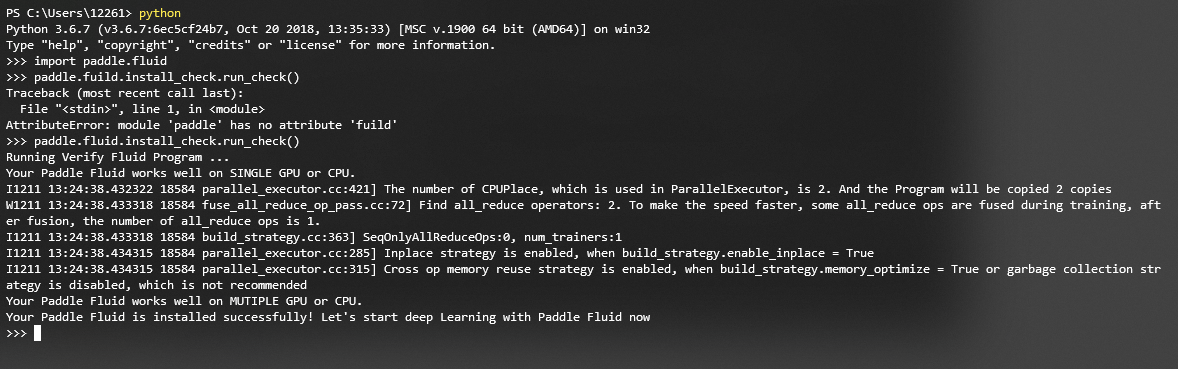 PS C:\Users\12261> python
Python 3.6.7 (v3.6.7:6ec5cf24b7, Oct 20 2018, 13:35:33) [MSC v.1900 64 bit (AMD64)] on win32
Type "help", "copyright", "credits" or "license" for more information.
>>> import paddle.fluid
>>> paddle.fuild.install_check.run_check()
Traceback (most recent call last):
  File "<stdin>", line 1, in <module>
AttributeError: module 'paddle' has no attribute 'fuild'
>>> paddle.fluid.install_check.run_check()
Running Verify Fluid Program ...
Your Paddle Fluid works well on SINGLE GPU or CPU.
I1211 13:24:38.432322 18584 parallel_executor.cc:421] The number of CPUPlace, which is used in ParallelExecutor, is 2. And the Program will be copied 2 copies
W1211 13:24:38.433318 18584 fuse_all_reduce_op_pass.cc:72] Find all_reduce operators: 2. To make the speed faster, some all_reduce ops are fused during training, aft
er fusion, the number of all_reduce ops is 1.
I1211 13:24:38.433318 18584 build_strategy.cc:363] SeqOnlyAllReduceOps:0, num_trainers:1
I1211 13:24:38.434315 18584 parallel_executor.cc:285] Inplace strategy is enabled, when build_strategy.enable_inplace = True
I1211 13:24:38.434315 18584 parallel_executor.cc:315] Cross op memory reuse strategy is enabled, when build_strategy.memory_optimize = True or garbage collection str
ategy is disabled, which is not recommended
Your Paddle Fluid works well on MUTIPLE GPU or CPU.
Your Paddle Fluid is installed successfully! Let's start deep Learning with Paddle Fluid now
>>>